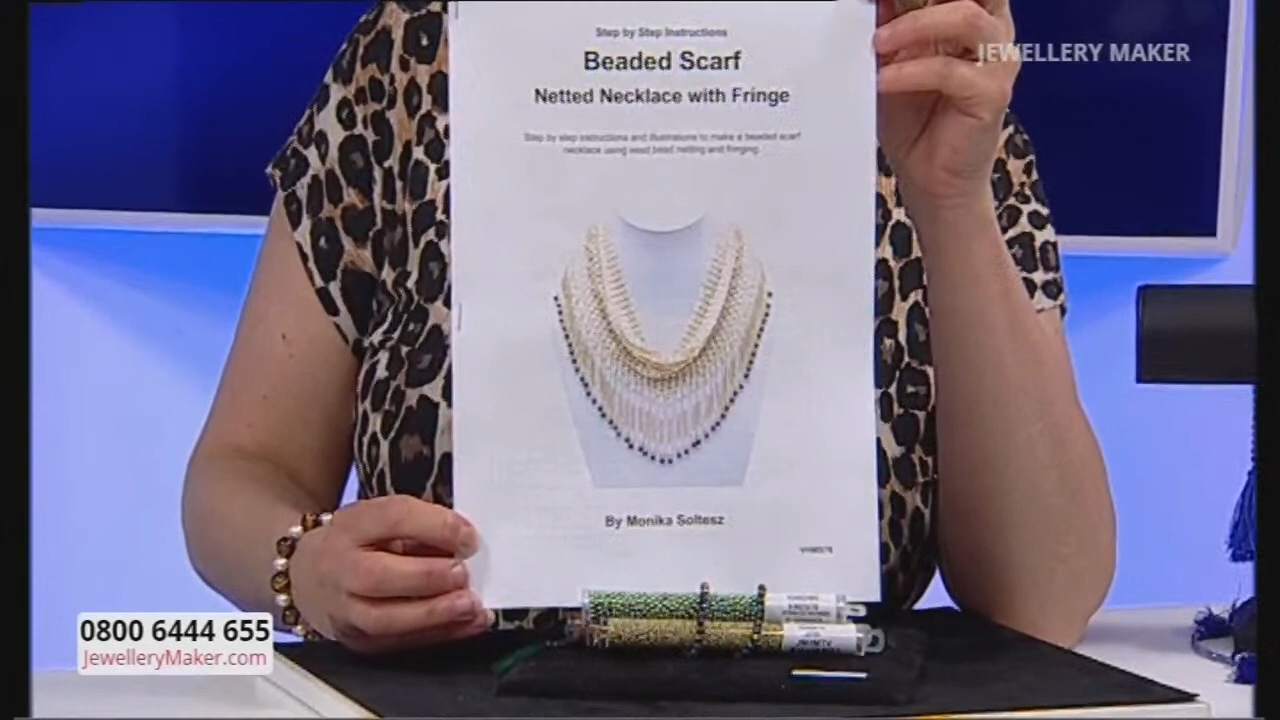 Step by Step Instructions
Beaded Scarf
Netted Necklace with Fringe
Step by step instructions and illustrations to make a beaded scarf
necklace using seed bead netting and fringing.
By Monika Soltesz
JEWELLERY MAKER
0800 6444 655
JewelleryMaker.com